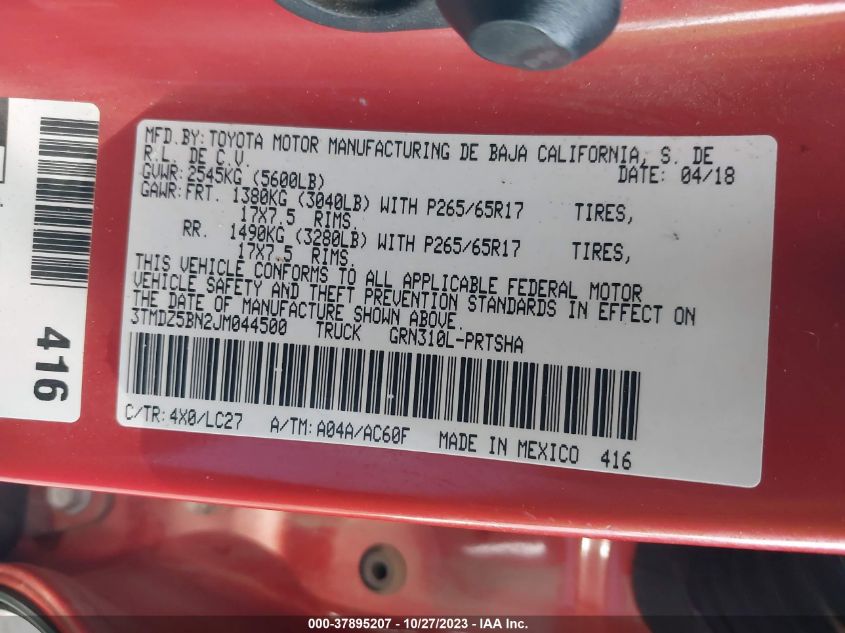 MFD.BY:TOYOTA MOTOR MANUFACTURING DE BAJA CALIFORNIA, S. DE
R.L. DE C.V. DATE: 04/18
GVWR:2545KG (5600LB)
GAWR:FRT. 1380KG (3040LB) WITH P265/65R17 TIRES,
17X7.5 RIMS.
RR. 1490KG (3280LB) WITH P265/65R17 TIRES,
17X7.5 RIMS.
THIS VEHICLE CONFORMS TO ALL APPLICABLE FEDERAL MOTOR
VEHICLE SAFETY AND THEFT PREVENTION STANDARDS IN EFFECT ON
THE DATE OF MANUFACTURE SHOWN ABOVE.
3TMDZ5BN2JM044500 TRUCK GRN310L-PRTSHA
C/TR:4X0/LC27 A/TM:A04A/AC60F MADE IN MEXICO 416
416
000-37895207 - 10/27/2023 - IAA Inc.